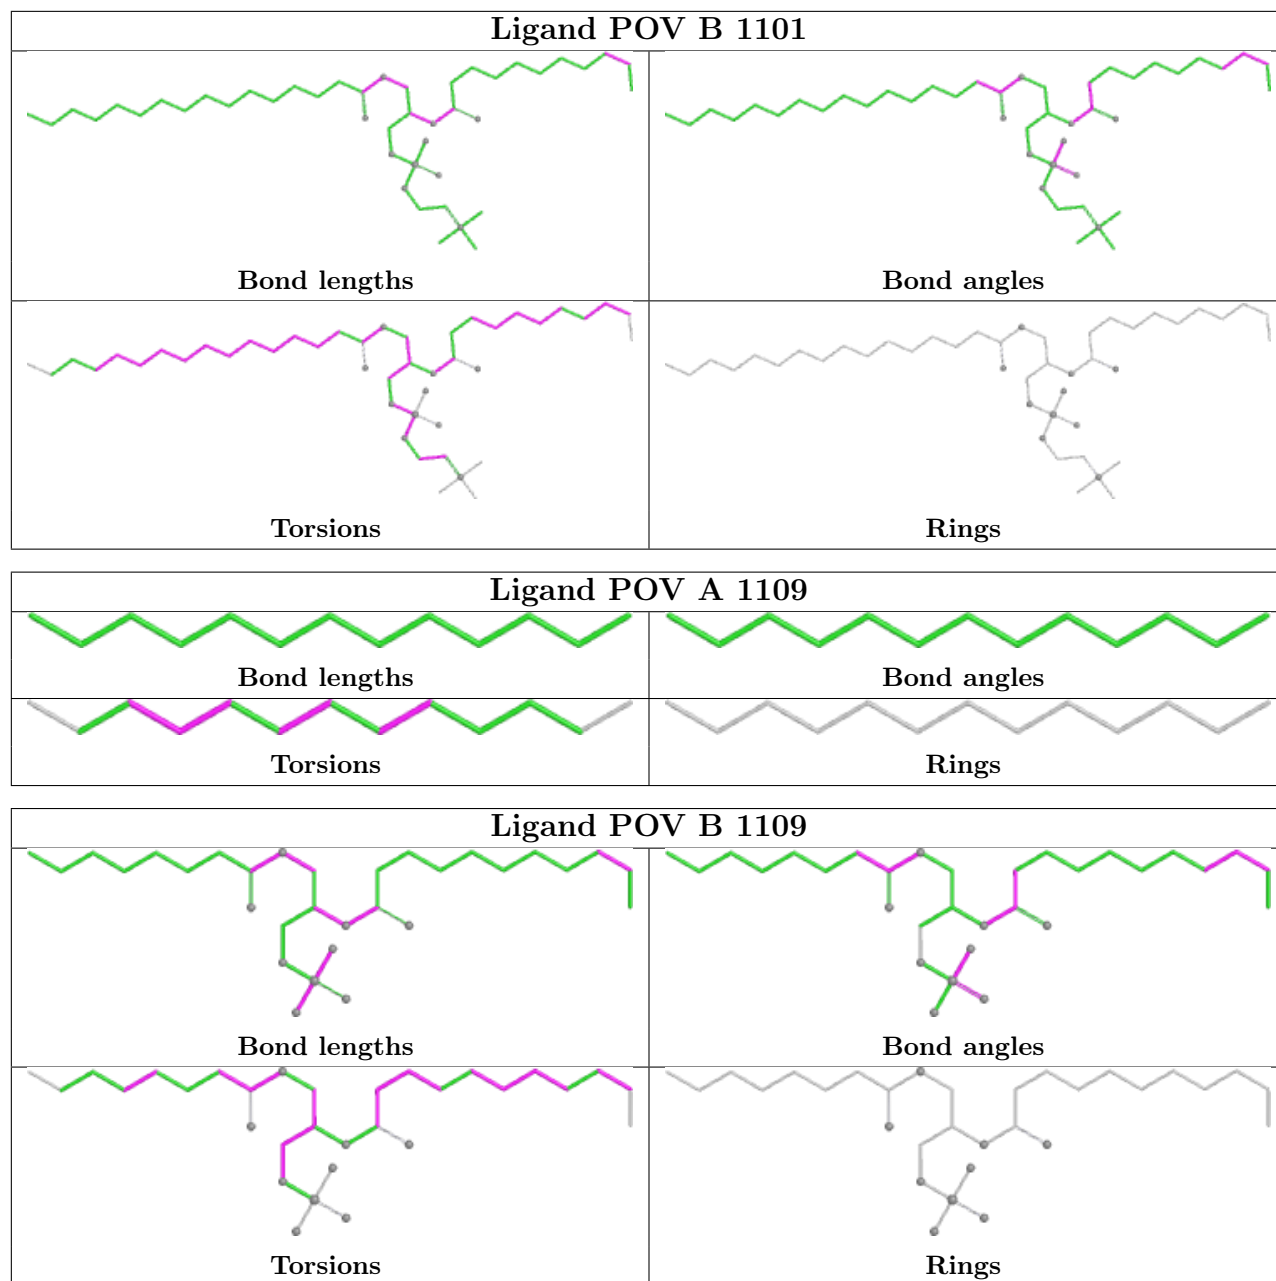 Ligand POV B 1101
Bond lengths
Bond angles
Torsions
Rings
Ligand POV A 1109
Bond lengths
Bond angles
Torsions
Rings
Ligand POV B 1109
Bond lengths
Bond angles
Torsions
Rings